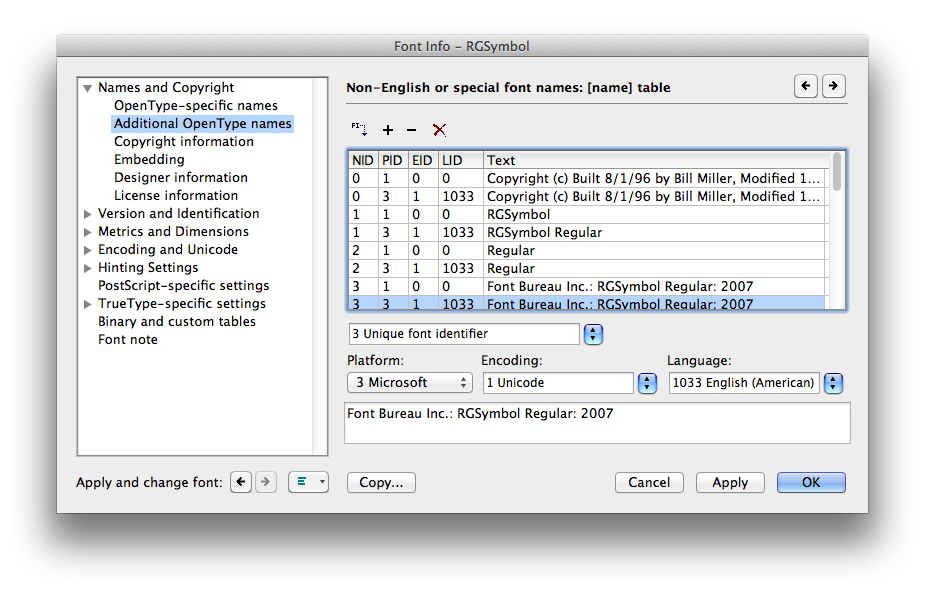 Font Info – RGSymbol
Names and Copyright
OpenType-specific names
Additional OpenType names
Copyright information
Embedding
Designer information
License information
Version and Identification
Metrics and Dimensions
Encoding and Unicode
Hinting Settings
PostScript-specific settings
TrueType-specific settings
Binary and custom tables
Font note
Non-English or special font names: [name] table
FI
NID PID EID LID Text
0 1 0 0 Copyright (c) Built 8/1/96 by Bill Miller, Modified 1...
0 3 1 1033 Copyright (c) Built 8/1/96 by Bill Miller, Modified 1...
1 1 0 0 RGSymbol
1 3 1 1033 RGSymbol Regular
2 1 0 0 Regular
2 3 1 1033 Regular
3 1 0 0 Font Bureau Inc.: RGSymbol Regular: 2007
3 3 1 1033 Font Bureau Inc.: RGSymbol Regular: 2007
3 Unique font identifier
Platform: Encoding: Language:
3 Microsoft 1 Unicode 1033 English (American)
Font Bureau Inc.: RGSymbol Regular: 2007
Apply and change font: Copy... Cancel Apply OK